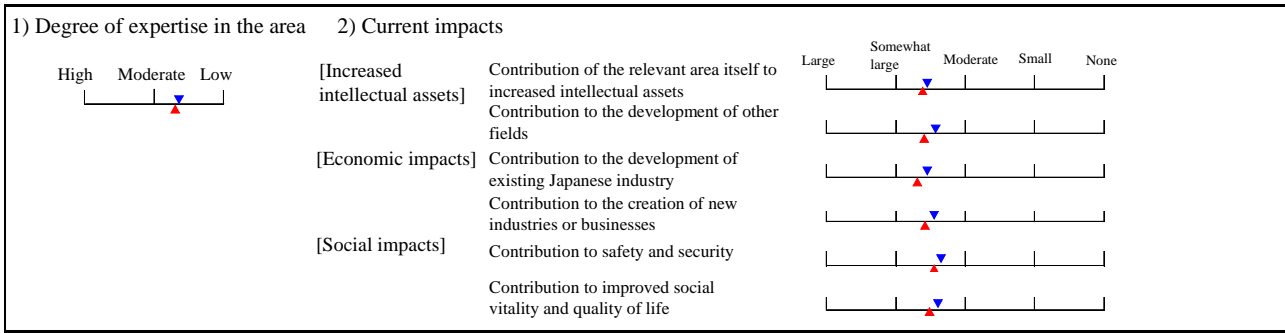 1) Degree of expertise in the area 2) Current impacts
High Moderate Low
[Increased
intellectual assets]
Contribution of the relevant area itself to
increased intellectual assets
Large Somewhat
large Moderate Small None
Contribution to the development of other
fields
[Economic impacts]
Contribution to the development of
existing Japanese industry
Contribution to the creation of new
industries or businesses
[Social impacts]
Contribution to safety and security
Contribution to improved social
vitality and quality of life